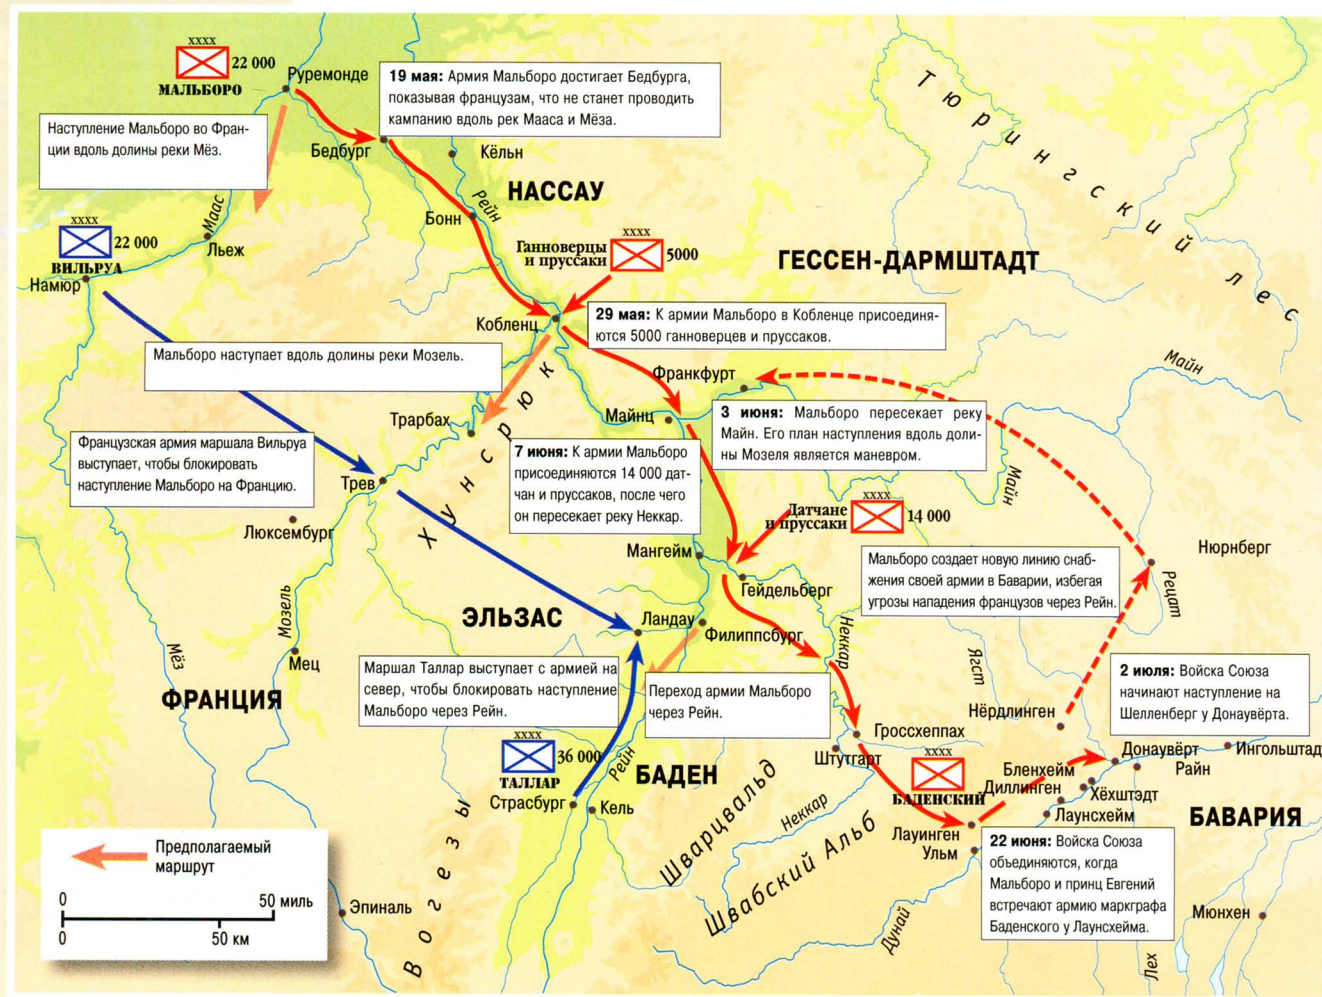 xxxx
22 000
МАЛЬБОРО
Руремонде
19 мая: Армия Мальборо достигает Бедбурга,
показывая французам, что не станет проводить
кампанию вдоль рек Мааса и Мёза.
Наступление Мальборо во Фран-
ции вдоль долины реки Мёз.
Бедбург
Кёльн
НАССАУ
Тюрингский лес
Маас
Рейн
Бонн
xxxx
22 000
ВИЛЬРУА
Льеж
Намюр
xxxx
Ганноверцы
и пруссаки
5000
ГЕССЕН-ДАРМШТАДТ
Кобленц
29 мая: К армии Мальборо в Кобленце присоединя-
ются 5000 ганноверцев и пруссаков.
Мальборо наступает вдоль долины реки Мозель.
Хунсрюк
Франкфурт
Майн
Трарбах
Майнц
3 июня: Мальборо пересекает реку
Майн. Его план наступления вдоль доли-
ны Мозеля является маневром.
Французская армия маршала Вильруа
выступает, чтобы блокировать
наступление Мальборо на Францию.
7 июня: К армии Мальборо
присоединяются 14 000 дат-
чан и пруссаков, после чего
он пересекает реку Неккар.
Майн
Трев
Люксембург
xxxx
Датчане
и пруссаки
14 000
Мангейм
Гейдельберг
Мальборо создает новую линию снаб-
жения своей армии в Баварии, избегая
угрозы нападения французов через Рейн.
Нюрнберг
Рецат
Мозель
ЭЛЬЗАС
Ландау
Филиппсбург
Неккар
Мёз
Мец
ФРАНЦИЯ
Маршал Таллар выступает с армией на
север, чтобы блокировать наступление
Мальборо через Рейн.
Переход армии Мальборо
через Рейн.
Ягст
2 июля: Войска Союза
начинают наступление на
Шелленберг у Донаувёрта.
Нёрдлинген
xxxx
36 000
ТАЛЛАР
Рейн
Гроссхеппах
Штутгарт
xxxx
БАДЕНСКИЙ
Донаувёрт
Ингольштадт
Райн
Бленхейм
Диллинген
Хёхштэдт
Лаунсхейм
БАДЕН
Страсбург
Кель
Шварцвальд
Неккар
Швабский Альб
Лауинген
Ульм
БАВАРИЯ
22 июня: Войска Союза
объединяются, когда
Мальборо и принц Евгений
встречают армию маркграфа
Баденского у Лаунсхейма.
Предполагаемый
маршрут
0
50 миль
0
50 км
Эпиналь
Вогезы
Дунай
Мюнхен
Лех